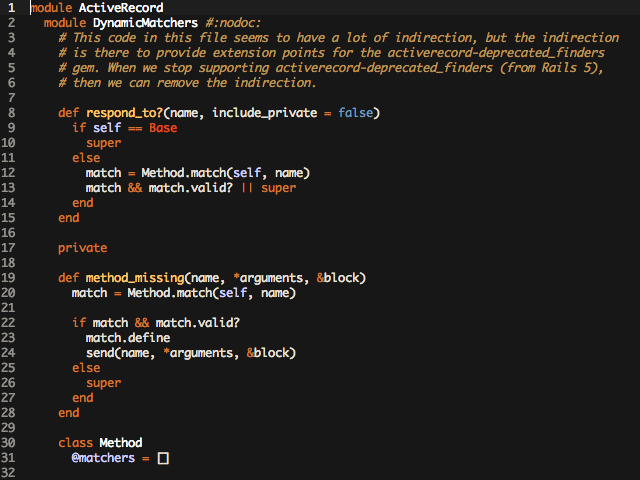 1 module ActiveRecord
2   module DynamicMatchers #:nodoc:
3     # This code in this file seems to have a lot of indirection, but the indirection
4     # is there to provide extension points for the activerecord-deprecated_finders
5     # gem. When we stop supporting activerecord-deprecated_finders (from Rails 5),
6     # then we can remove the indirection.
7
8     def respond_to?(name, include_private = false)
9       if self == Base
10         super
11       else
12         match = Method.match(self, name)
13         match && match.valid? || super
14       end
15     end
16
17     private
18
19     def method_missing(name, *arguments, &block)
20       match = Method.match(self, name)
21
22       if match && match.valid?
23         match.define
24         send(name, *arguments, &block)
25       else
26         super
27       end
28     end
29
30     class Method
31       @matchers = []
32